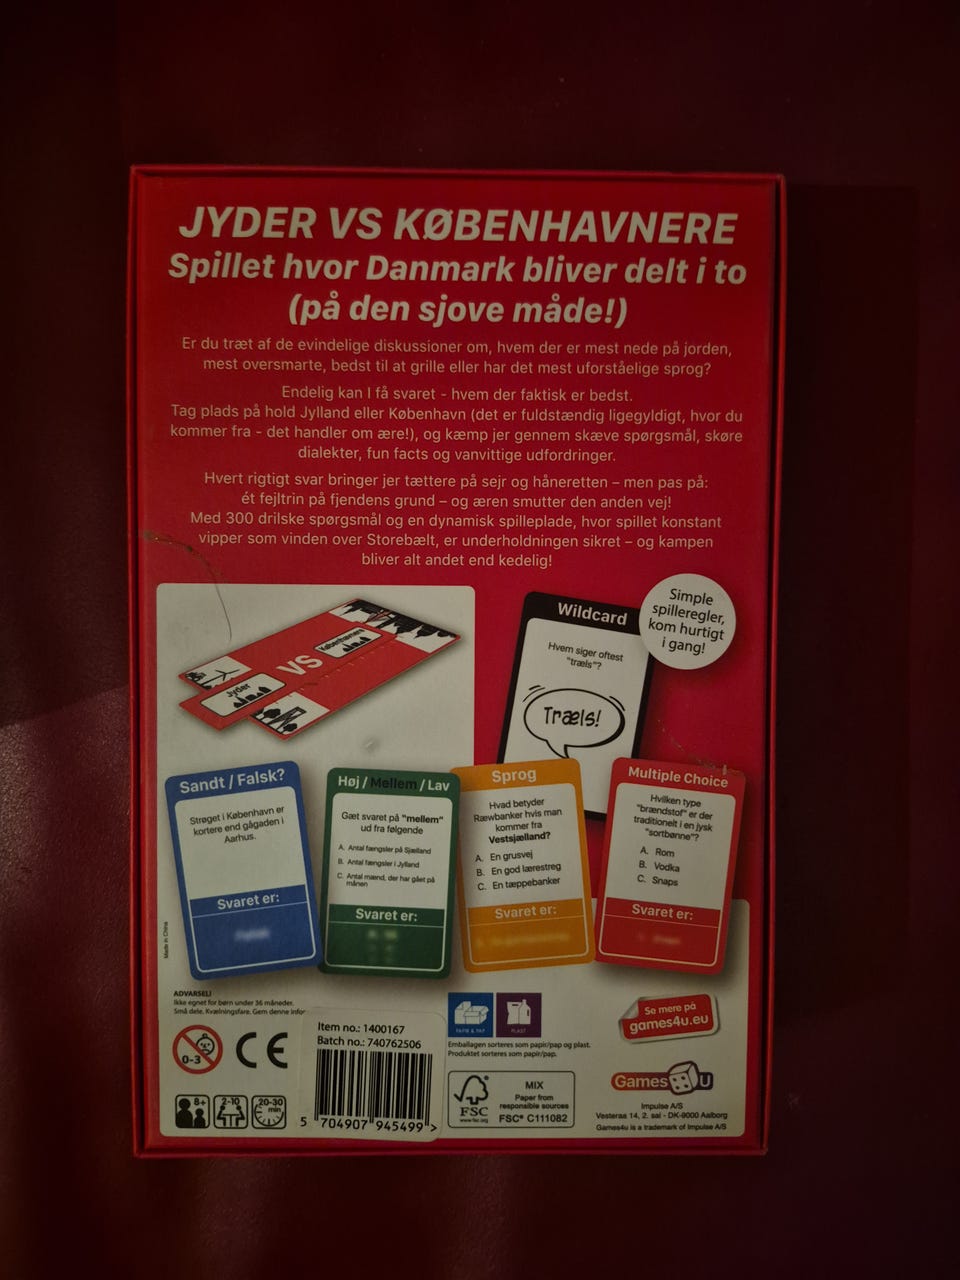 JYDER VS KØBENHAVNERE
Spillet hvor Danmark bliver delt i to
(på den sjove måde!)
Er du træt af de evindelige diskussioner om, hvem der er mest nede på jorden,
mest oversmarte, bedst til at grille eller har det mest uforståelige sprog?
Endelig kan I få svaret - hvem der faktisk er bedst.
Tag plads på hold Jylland eller København (det er fuldstændig ligegyldigt, hvor du
kommer fra - det handler om ære!), og kæmp jer gennem skæve spørgsmål, skøre
dialekter, fun facts og vanvittige udfordringer.
Hvert rigtigt svar bringer jer tættere på sejr og håneretten – men pas på:
ét fejltrin på fjendens grund – og æren smutter den anden vej!
Med 300 drilske spørgsmål og en dynamisk spilleplade, hvor spillet konstant
vipper som vinden over Storebælt, er underholdningen sikret – og kampen
bliver alt andet end kedelig!
Simple
spilleregler,
kom hurtigt
i gang!
Københavnere
VS
Jyder
Wildcard
Hvem siger oftest
"træls"?
Træls!
Sandt / Falsk?
Strøget i København er
kortere end gågaden i
Aarhus.
Svaret er:
Høj / Mellem / Lav
Gæt svaret på "mellem"
ud fra følgende
A. Antal fængsler på Sjælland
B. Antal fængsler i Jylland
C. Antal mænd, der har gået på
månen
Svaret er:
Sprog
Hvad betyder
Ræwbanker hvis man
kommer fra
Vestsjælland?
A. En grusvej
B. En god lærestreg
C. En tæppebanker
Svaret er:
Multiple Choice
Hvilken type
"brændstof" er der
traditionelt i en jysk
"sortbønne"?
A. Rom
B. Vodka
C. Snaps
Svaret er:
Made in China
ADVARSEL!
Ikke egnet for børn under 36 måneder.
Små dele. Kvælningsfare. Gem denne
0-3
CE
8+
2-10
20-30
min
Item no.: 1400167
Batch no.: 740762506
5 704907 945499 >
PAPIR & PAP
PLAST
Emballagen sorteres som papir/pap og plast.
Produktet sorteres som papir/pap.
FSC
www.fsc.org
MIX
Paper from
responsible sources
FSC® C111082
Se mere på
games4u.eu
Games U
Impulse A/S
Vesterås 14, 2. sal - DK-9000 Aalborg
Games4u is a trademark of Impulse A/S